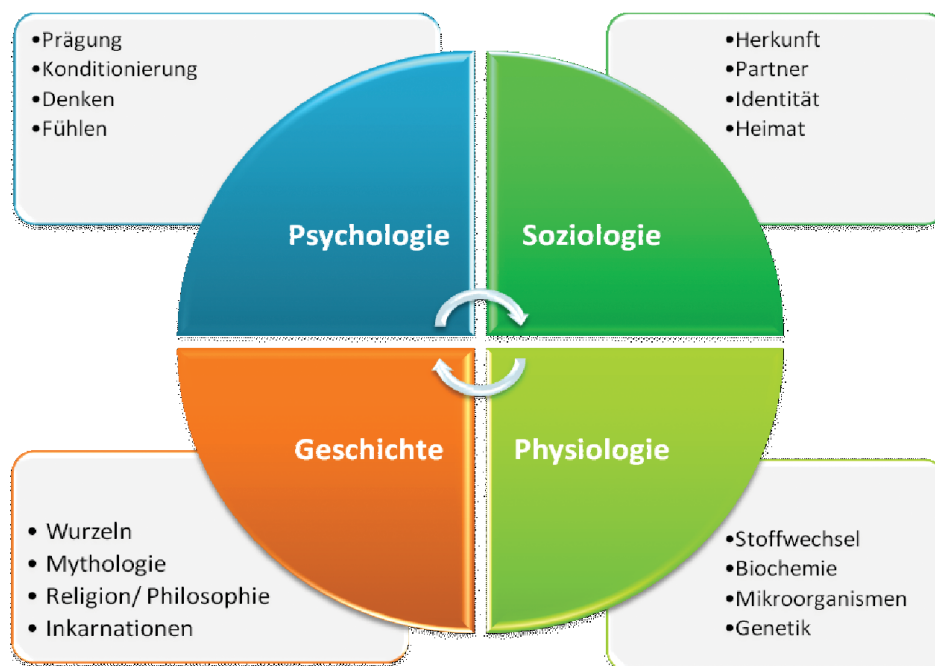 •Prägung
•Konditionierung
•Denken
•Fühlen
•Herkunft
•Partner
•Identität
•Heimat
Psychologie
Soziologie
Geschichte
Physiologie
• Wurzeln
• Mythologie
• Religion/ Philosophie
• Inkarnationen
•Stoffwechsel
•Biochemie
•Mikroorganismen
•Genetik